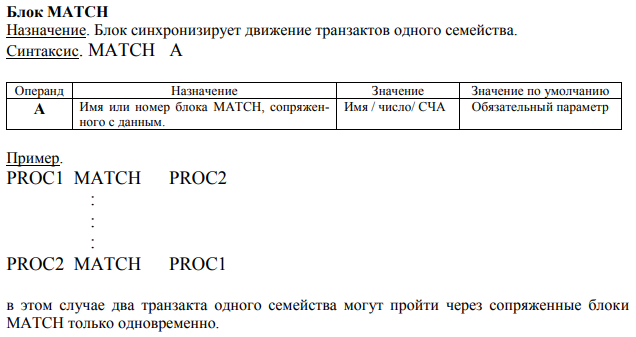 Блок MATCH
Назначение. Блок синхронизирует движение транзактов одного семейства.
Синтаксис. MATCH A
Операнд Назначение Значение Значение по умолчанию
A Имя или номер блока MATCH, сопряжен- Имя / число/ СЧА Обязательный параметр
ного с данным.
Пример.
PROC1 MATCH PROC2
:
:
:
PROC2 MATCH PROC1
в этом случае два транзакта одного семейства могут пройти через сопряженные блоки
MATCH только одновременно.